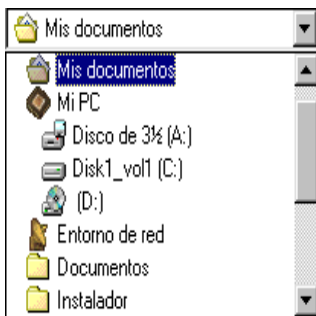 Mis documentos
Mis documentos
Mi PC
Disco de 3½ (A:)
Disk1_vol1 (C:)
(D:)
Entorno de red
Documentos
Instalador